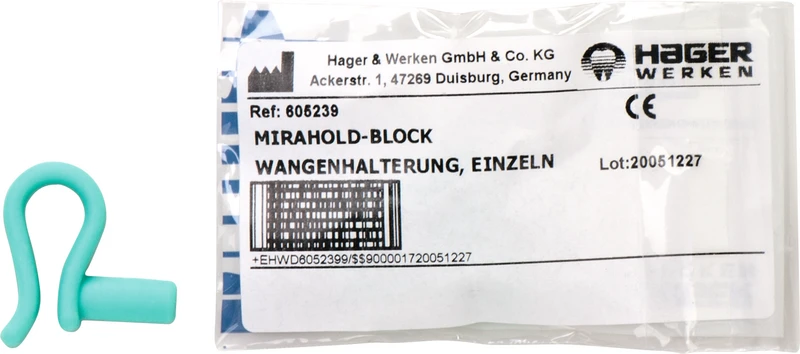 Hager & Werken GmbH & Co. KG
Ackerstr. 1, 47269 Duisburg, Germany
HAGER
WERKEN
Ref: 605239
MIRAHOLD-BLOCK
WANGENHALTERUNG, EINZELN
CE
Lot:20051227
+EHWD6052399/$$900001720051227